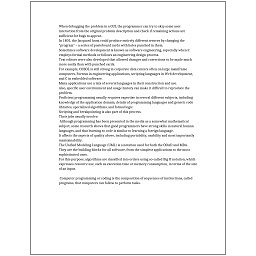 When debugging the problem in a GUI, the programmer can try to skip some user
interaction from the original problem description and check if remaining actions are
sufficient for bugs to appear.
In 1801, the Jacquard loom could produce entirely different weaves by changing the
"program" - a series of pasteboard cards with holes punched in them.
Sometimes software development is known as software engineering, especially when it
employs formal methods or follows an engineering design process.
Text editors were also developed that allowed changes and corrections to be made much
more easily than with punched cards.
For example, COBOL is still strong in corporate data centers often on large mainframe
computers, Fortran in engineering applications, scripting languages in Web development,
and C in embedded software.
Many applications use a mix of several languages in their construction and use.
Also, specific user environment and usage history can make it difficult to reproduce the
problem.
Proficient programming usually requires expertise in several different subjects, including
knowledge of the application domain, details of programming languages and generic code
libraries, specialized algorithms, and formal logic.
Scripting and breakpointing is also part of this process.
Their jobs usually involve:
Although programming has been presented in the media as a somewhat mathematical
subject, some research shows that good programmers have strong skills in natural human
languages, and that learning to code is similar to learning a foreign language.
It affects the aspects of quality above, including portability, usability and most importantly
maintainability.
The Unified Modeling Language (UML) is a notation used for both the OOAD and MDA.
They are the building blocks for all software, from the simplest applications to the most
sophisticated ones.
For this purpose, algorithms are classified into orders using so-called Big O notation, which
expresses resource use, such as execution time or memory consumption, in terms of the size
of an input.
Computer programming or coding is the composition of sequences of instructions, called
programs, that computers can follow to perform tasks.